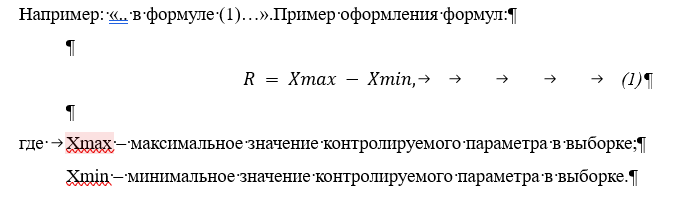 Например: «.. в формуле (1)…».Пример оформления формул:¶
¶
R = Xmax − Xmin,→ → → → → (1)¶
¶
где → Xmax – максимальное значение контролируемого параметра в выборке;¶
Xmin – минимальное значение контролируемого параметра в выборке.¶